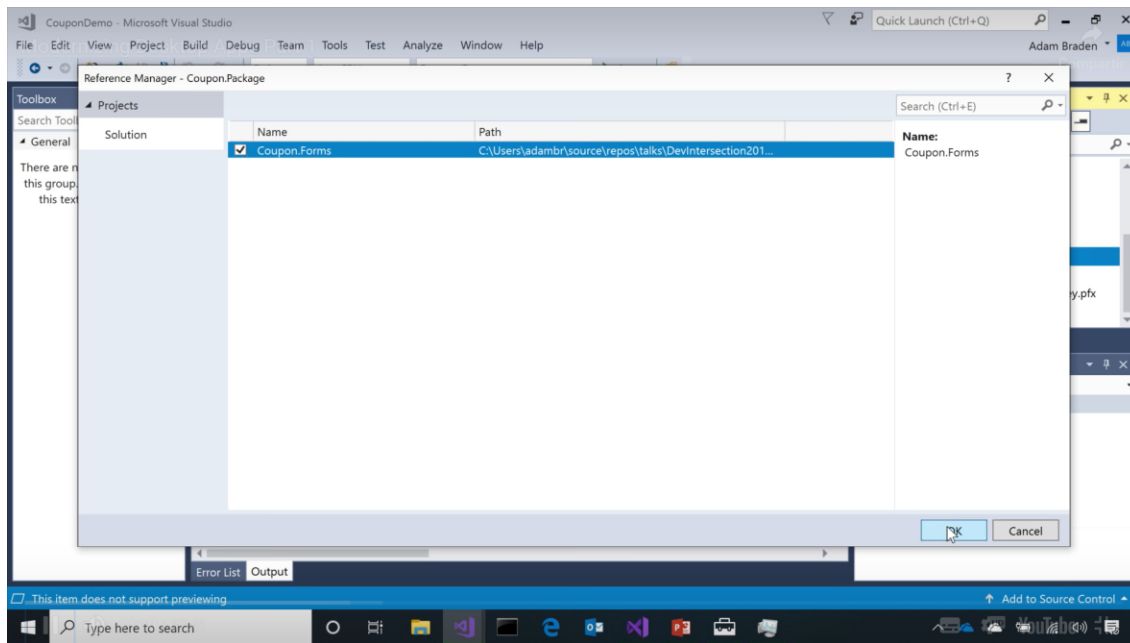 CouponDemo - Microsoft Visual Studio
Quick Launch (Ctrl+Q)
File Edit View Project Build Debug Team Tools Test Analyze Window Help
Adam Braden
Reference Manager - Coupon.Package
Toolbox
Search Tool
General
There are n
this group.
this text
Projects
Solution
Name Path
Coupon.Forms C:\Users\adambr\source\repos\talks\DevIntersection201...
Search (Ctrl+E)
Name:
Coupon.Forms
ey.pfx
OK Cancel
Error List Output
This item does not support previewing
Add to Source Control
Type here to search
YouTube